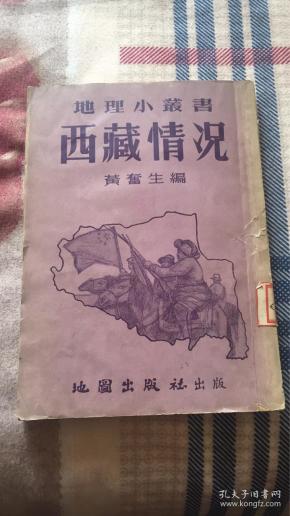 地理小叢書
西藏情况
黃奮生編
地圖出版社出版
孔夫子旧书网